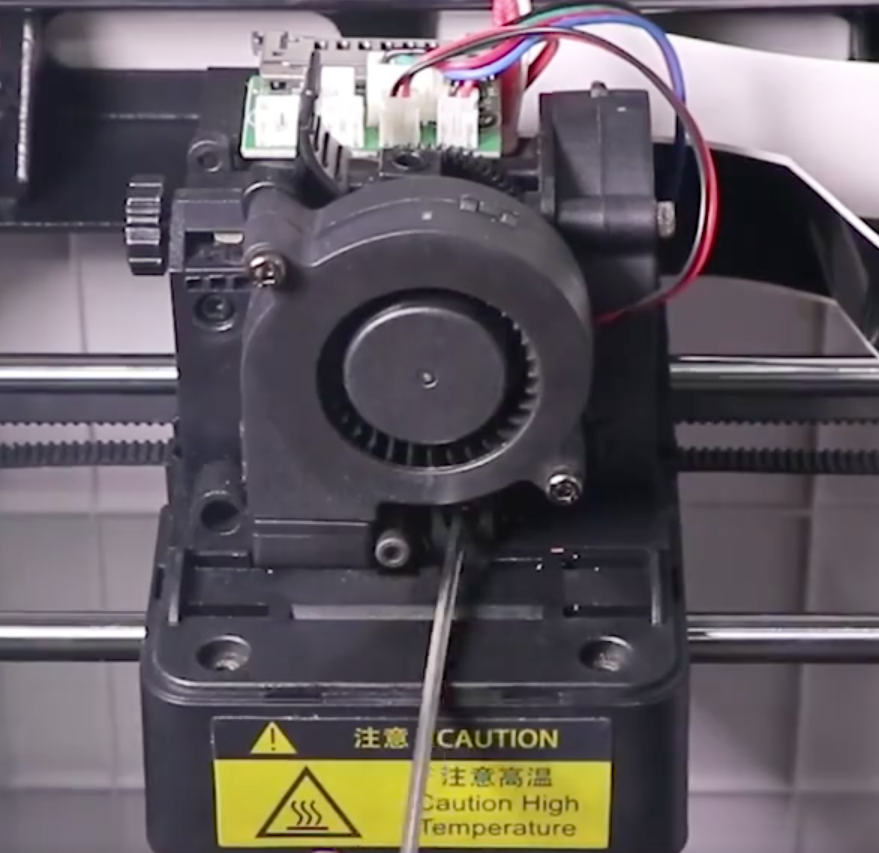 注意 CAUTION
注意高温
Caution High
Temperature